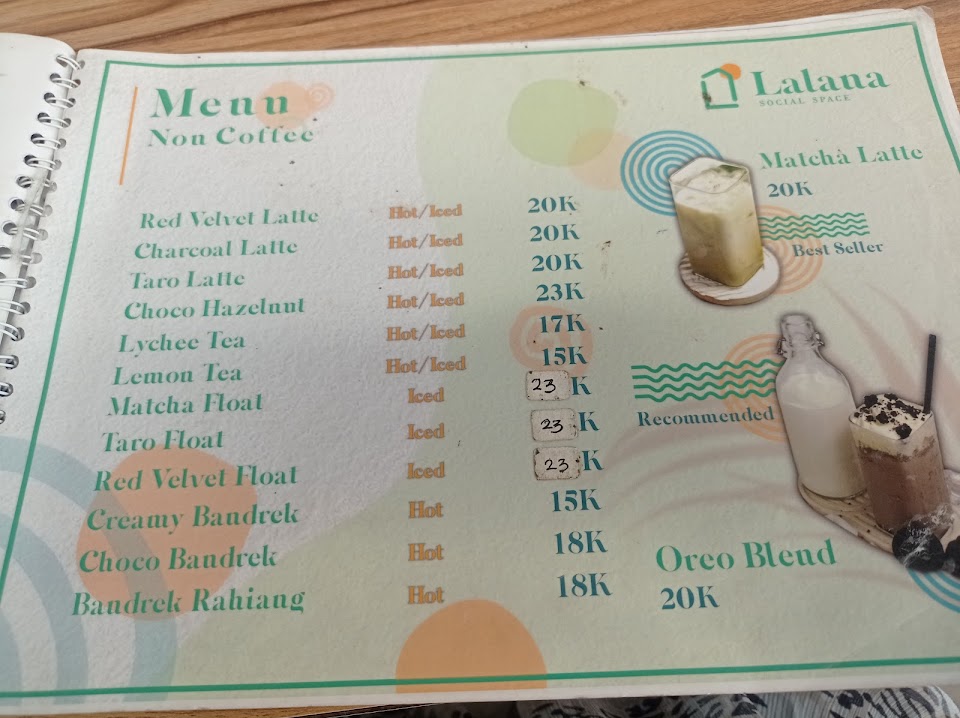 Menu
Non Coffee
Lalana
SOCIAL SPACE
Red Velvet Latte Hot/Iced 20K
Charcoal Latte Hot/Iced 20K
Taro Latte Hot/Iced 20K
Choco Hazelnut Hot/Iced 23K
Lychee Tea Hot/Iced 17K
Lemon Tea Hot/Iced 15K
Matcha Float Iced 23K
Taro Float Iced 23K
Red Velvet Float Iced 23K
Creamy Bandrek Hot 15K
Choco Bandrek Hot 18K
Bandrek Rahiang Hot 18K
Matcha Latte
20K
Best Seller
Recommended
Oreo Blend
20K